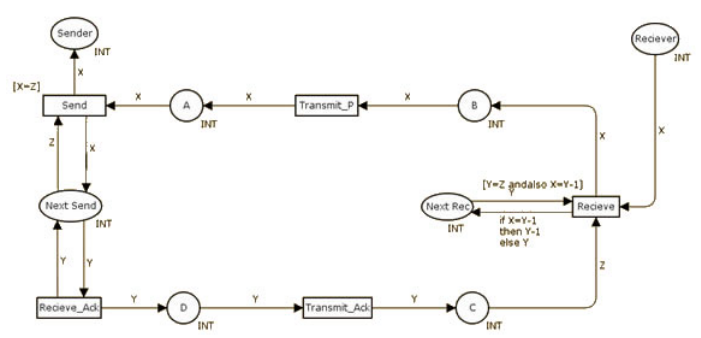 Sender
INT
Reciever
INT
[X=Z]
X
X
Send
X
A
INT
X
Transmit_P
X
B
INT
X
X
Z
X
[Y=Z andalso X=Y-1]
Y
Next Send
INT
Next Rec
INT
Recieve
if X=Y-1
then Y-1
else Y
Y
Y
Z
Recieve_Ack
Y
D
INT
Y
Transmit_Ack
Y
C
INT